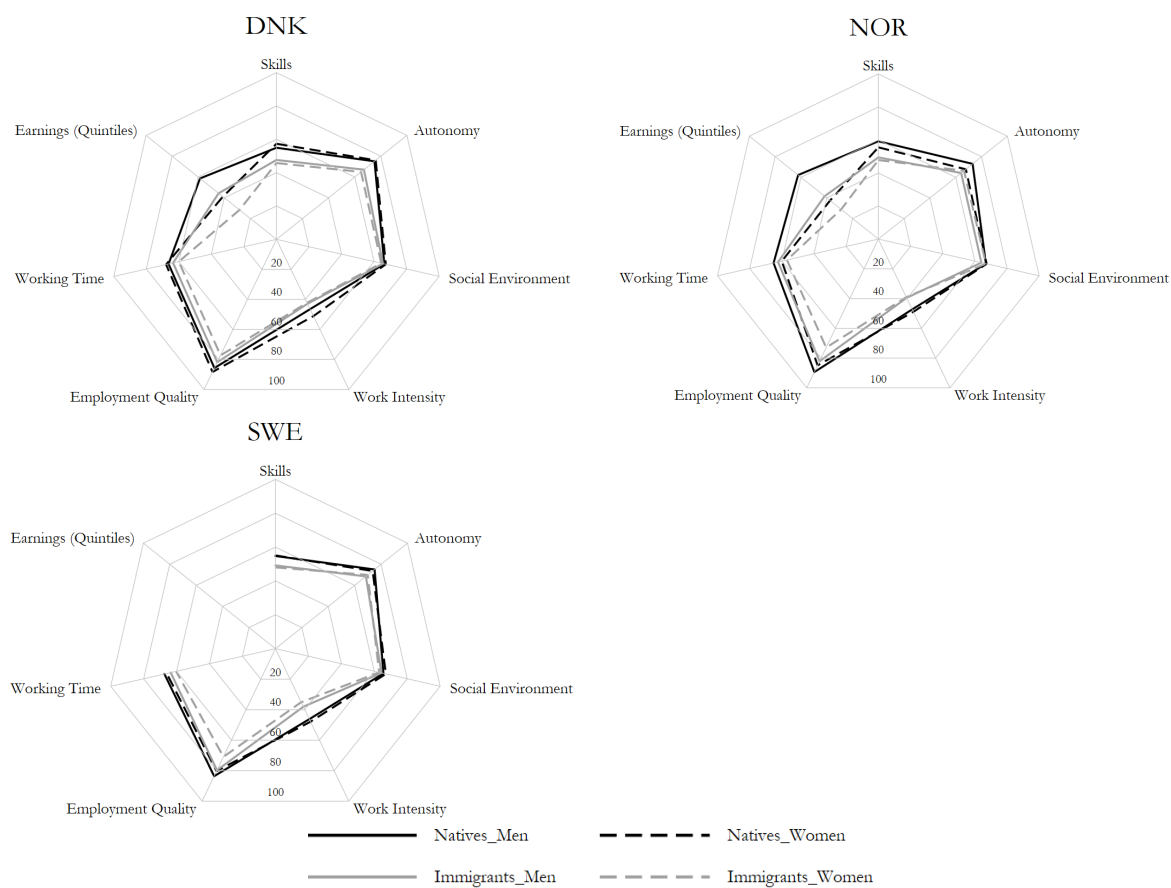 DNK
Skills
Earnings (Quintiles)
Autonomy
Working Time
Social Environment
20
40
60
80
100
Employment Quality
Work Intensity
NOR
Skills
Earnings (Quintiles)
Autonomy
Working Time
Social Environment
20
40
60
80
100
Employment Quality
Work Intensity
SWE
Skills
Earnings (Quintiles)
Autonomy
Working Time
Social Environment
20
40
60
80
100
Employment Quality
Work Intensity
Natives_Men
Natives_Women
Immigrants_Men
Immigrants_Women